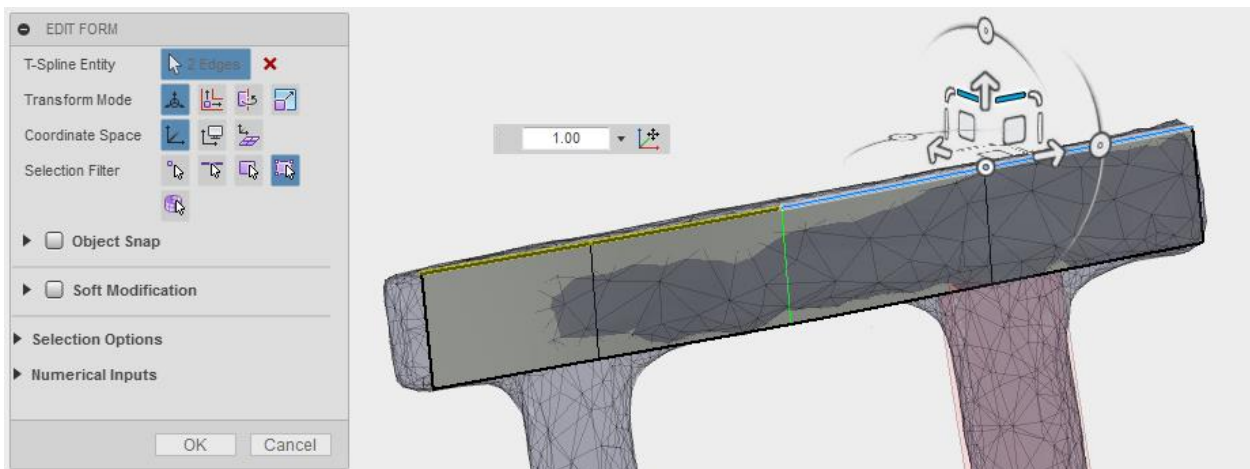 EDIT FORM
T-Spline Entity 2 Edges
Transform Mode
Coordinate Space
Selection Filter
Object Snap
Soft Modification
Selection Options
Numerical Inputs
OK Cancel
1.00